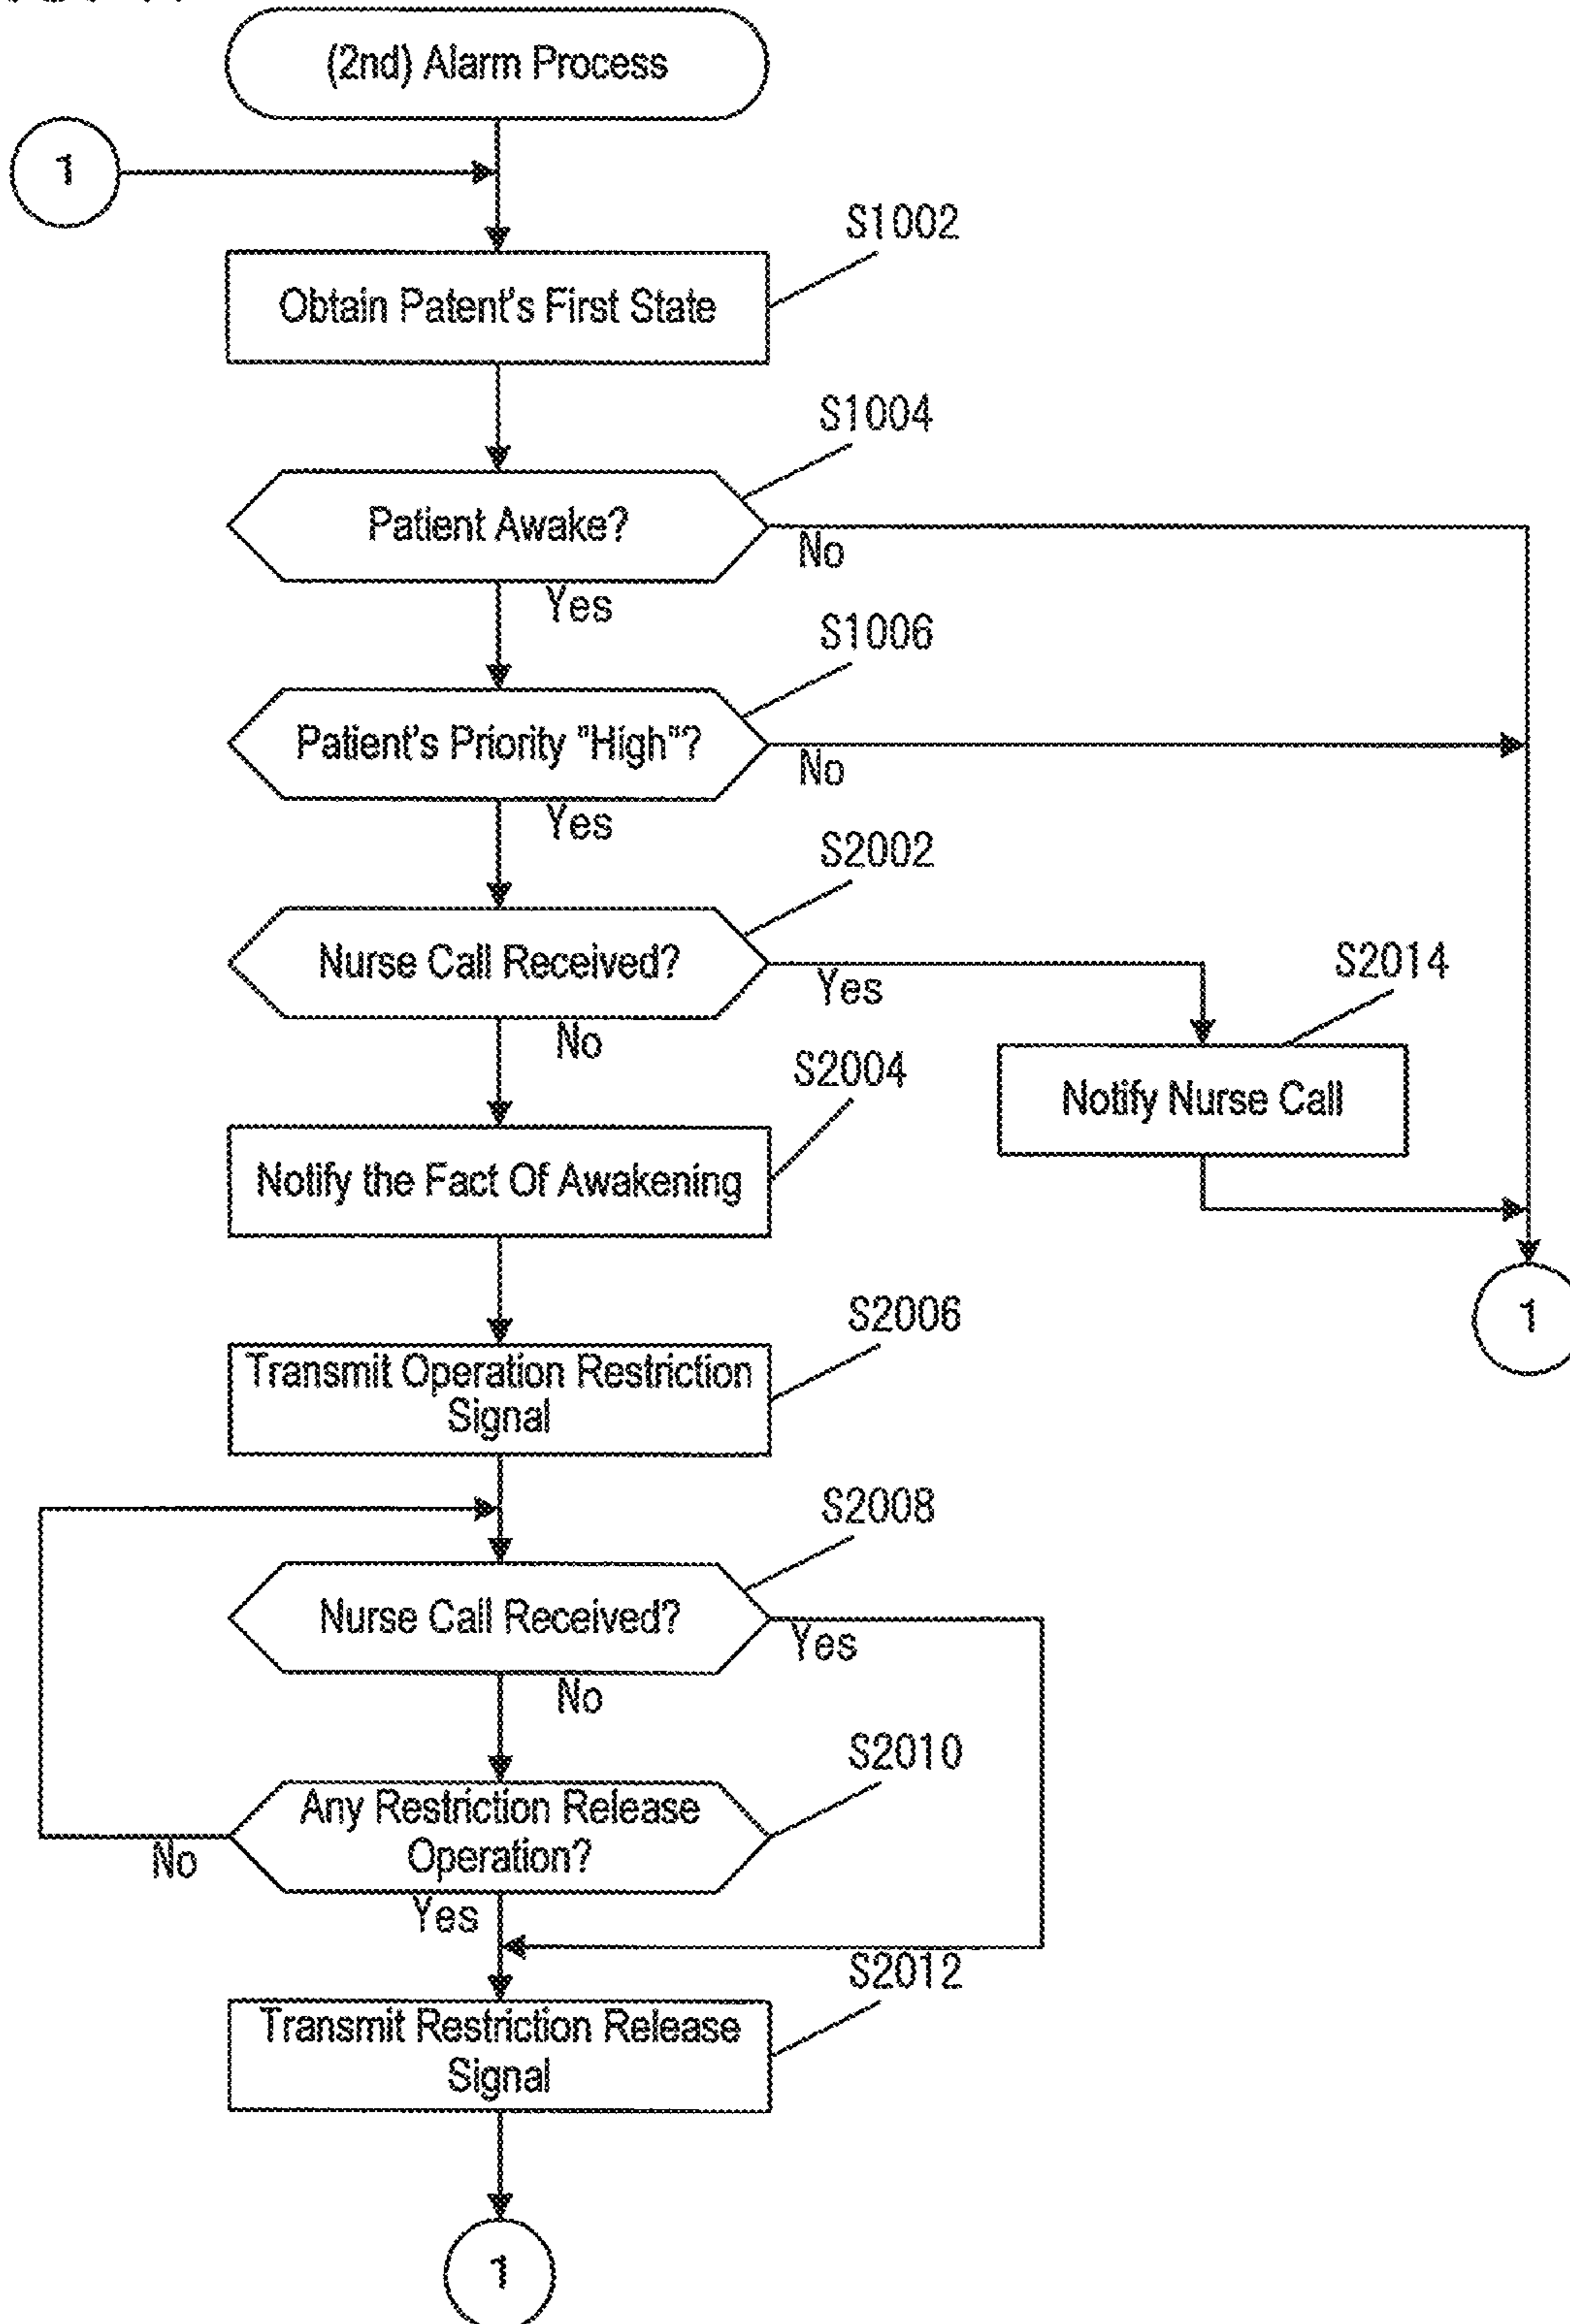 (2nd) Alarm Process
1
S1002
Obtain Patent's First State
S1004
Patient Awake?
No
Yes
S1006
Patient's Priority "High"?
No
Yes
S2002
Nurse Call Received?
Yes
S2014
No
Notify Nurse Call
S2004
Notify the Fact Of Awakening
1
S2006
Transmit Operation Restriction
Signal
S2008
Nurse Call Received?
Yes
No
S2010
Any Restriction Release
Operation?
No
Yes
S2012
Transmit Restriction Release
Signal
1